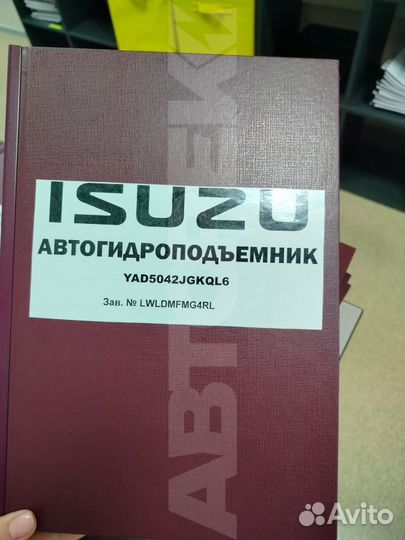 ISUZU
АВТОГИДРОПОДЪЕМНИК
YAD5042JGKQL6
Зав. № LWLDMFMG4RL
Avito